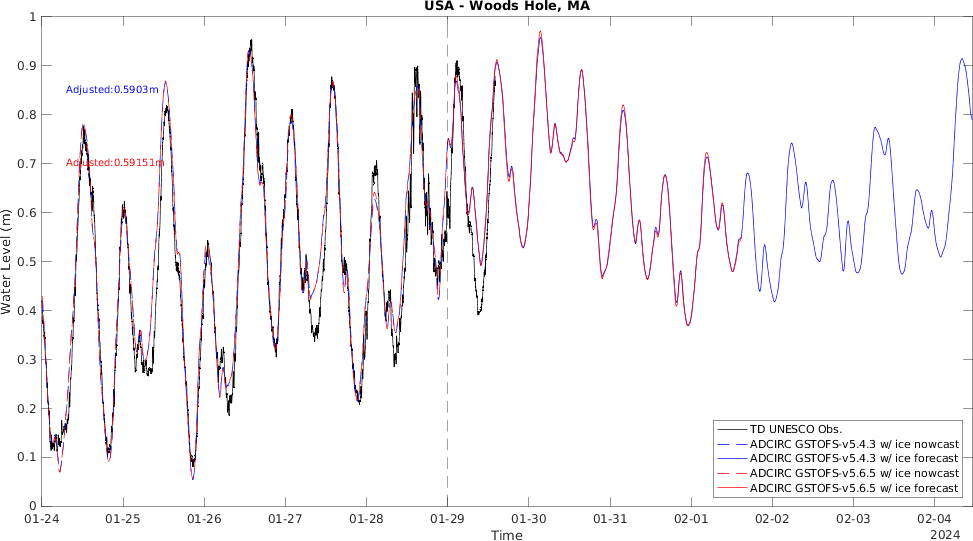 USA - Woods Hole, MA
1
0.9
0.8
0.7
0.6
0.5
0.4
0.3
0.2
0.1
0
Water Level (m)
Adjusted:0.5903m
Adjusted:0.59151m
TD UNESCO Obs.
ADCIRC GSTOFS-v5.4.3 w/ ice nowcast
ADCIRC GSTOFS-v5.4.3 w/ ice forecast
ADCIRC GSTOFS-v5.6.5 w/ ice nowcast
ADCIRC GSTOFS-v5.6.5 w/ ice forecast
01-24 01-25 01-26 01-27 01-28 01-29 01-30 01-31 02-01 02-02 02-03 02-04
Time
2024